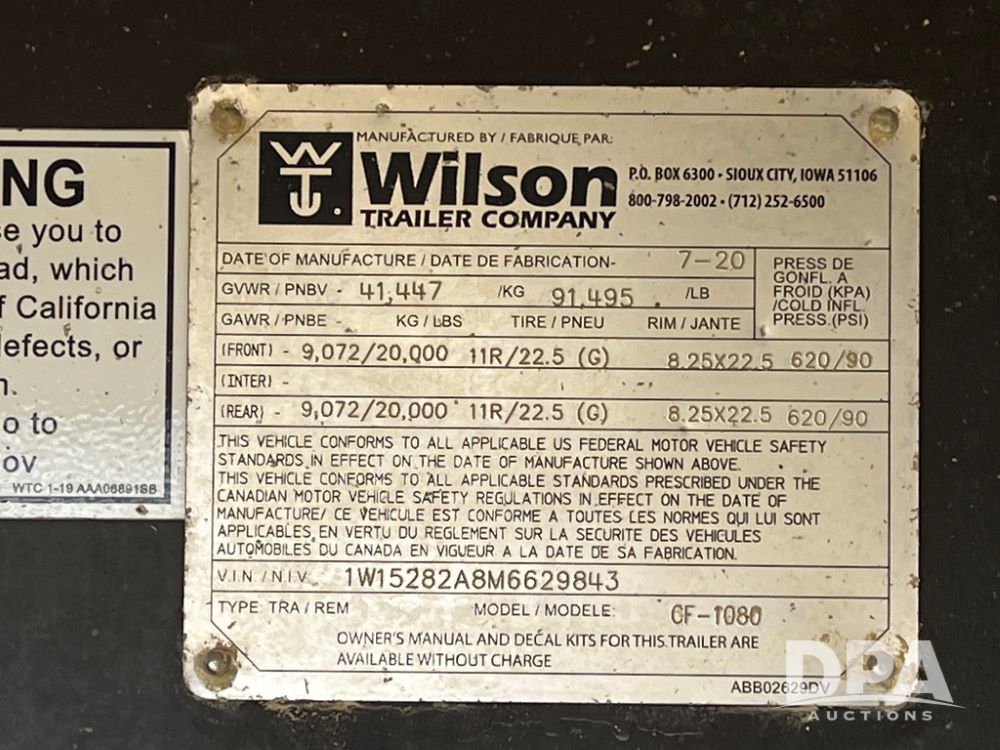 NG
se you to
ad, which
of California
defects, or
n.
o to
ov
WTC 1-19 AAA06891SB
MANUFACTURED BY / FABRIQUE PAR:
Wilson
TRAILER COMPANY
P.O. BOX 6300 • SIOUX CITY, IOWA 51106
800-798-2002 • (712) 252-6500
DATE OF MANUFACTURE / DATE DE FABRICATION- 7-20
GVWR / PNBV - 41,447 /KG 91,495 /LB
PRESS DE
GONFL. A
FROID (KPA)
/COLD INFL.
PRESS.(PSI)
GAWR / PNBE - KG / LBS TIRE / PNEU RIM / JANTE
(FRONT) - 9,072/20,000 11R/22.5 (G) 8.25X22.5 620/90
(INTER) -
(REAR) - 9,072/20,000 11R/22.5 (G) 8.25X22.5 620/90
THIS VEHICLE CONFORMS TO ALL APPLICABLE US FEDERAL MOTOR VEHICLE SAFETY
STANDARDS IN EFFECT ON THE DATE OF MANUFACTURE SHOWN ABOVE.
THIS VEHICLE CONFORMS TO ALL APPLICABLE STANDARDS PRESCRIBED UNDER THE
CANADIAN MOTOR VEHICLE SAFETY REGULATIONS IN EFFECT ON THE DATE OF
MANUFACTURE/ CE VEHICULE EST CONFORME A TOUTES LES NORMES QUI LUI SONT
APPLICABLES EN VERTU DU REGLEMENT SUR LA SECURITE DES VEHICULES
AUTOMOBILES DU CANADA EN VIGUEUR A LA DATE DE SA FABRICATION.
V.I.N. / N.I.V. 1W15282A8M6629843
TYPE: TRA / REM MODEL / MODELE: CF-1080
OWNER'S MANUAL AND DECAL KITS FOR THIS TRAILER ARE
AVAILABLE WITHOUT CHARGE
ABB02629DV
DPA
AUCTIONS